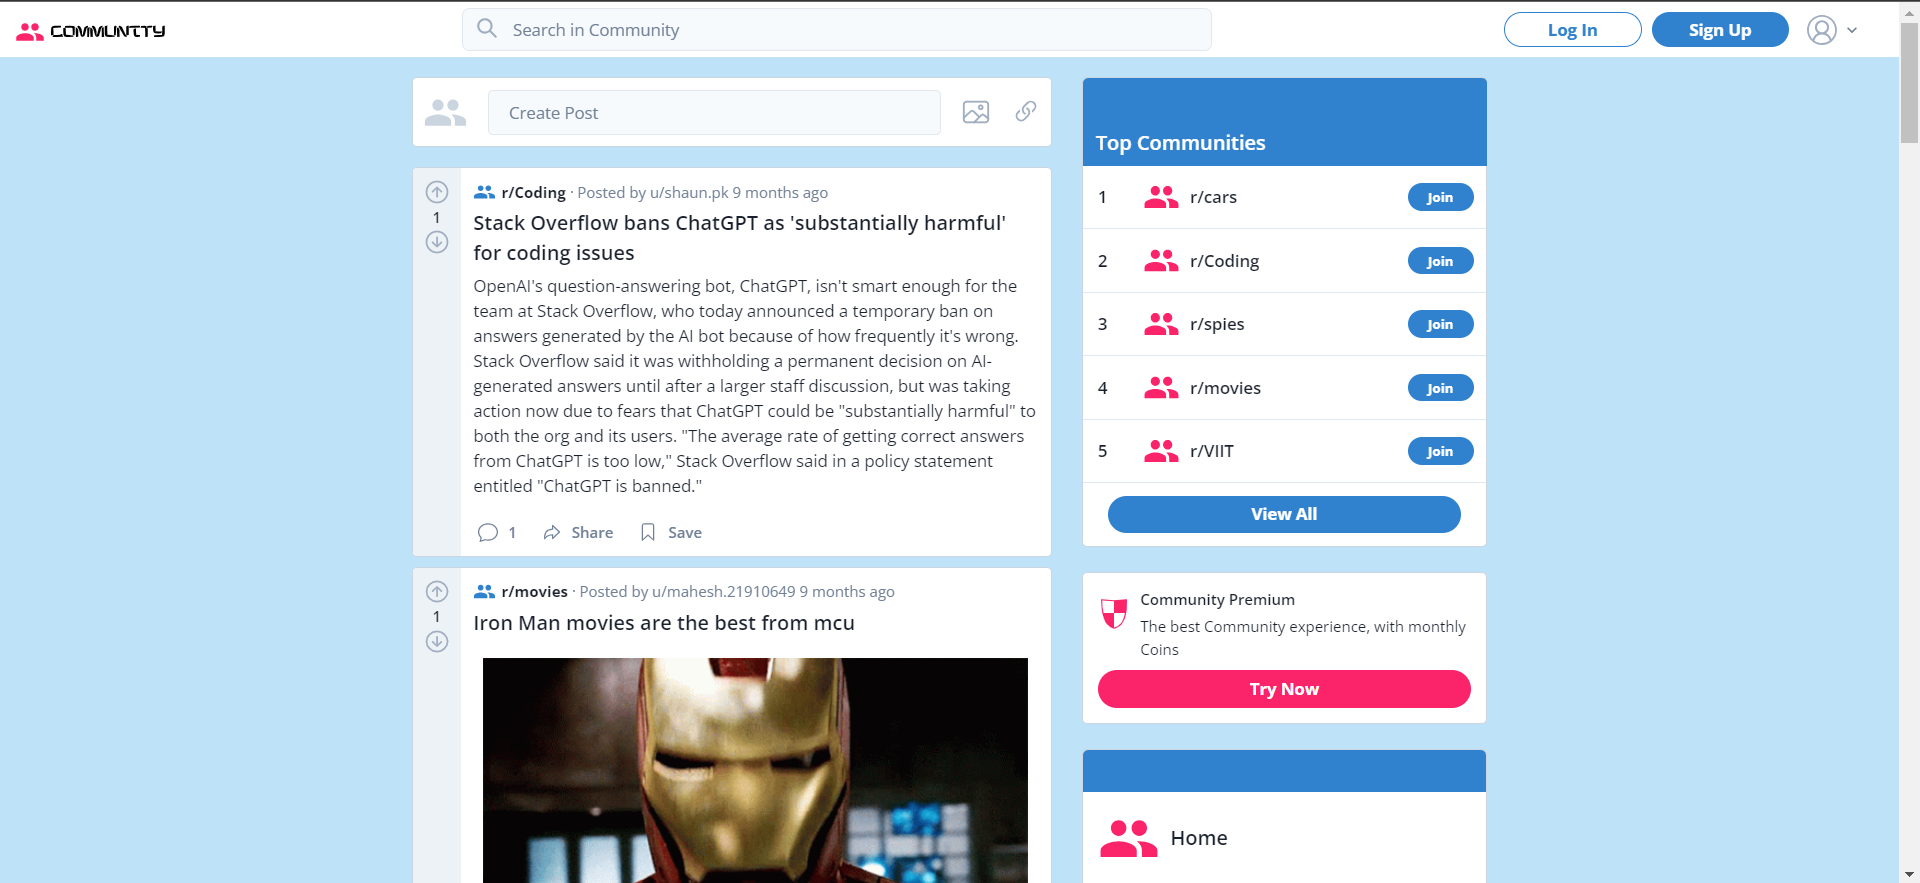 COMMUNITY
Search in Community
Log In
Sign Up
Create Post
r/Coding · Posted by u/shaun.pk 9 months ago
1
Stack Overflow bans ChatGPT as 'substantially harmful'
for coding issues
OpenAI's question-answering bot, ChatGPT, isn't smart enough for the
team at Stack Overflow, who today announced a temporary ban on
answers generated by the AI bot because of how frequently it's wrong.
Stack Overflow said it was withholding a permanent decision on AI-
generated answers until after a larger staff discussion, but was taking
action now due to fears that ChatGPT could be "substantially harmful" to
both the org and its users. "The average rate of getting correct answers
from ChatGPT is too low," Stack Overflow said in a policy statement
entitled "ChatGPT is banned."
1 Share Save
r/movies · Posted by u/mahesh.21910649 9 months ago
1
Iron Man movies are the best from mcu
Top Communities
1 r/cars Join
2 r/Coding Join
3 r/spies Join
4 r/movies Join
5 r/VIIT Join
View All
Community Premium
The best Community experience, with monthly
Coins
Try Now
Home